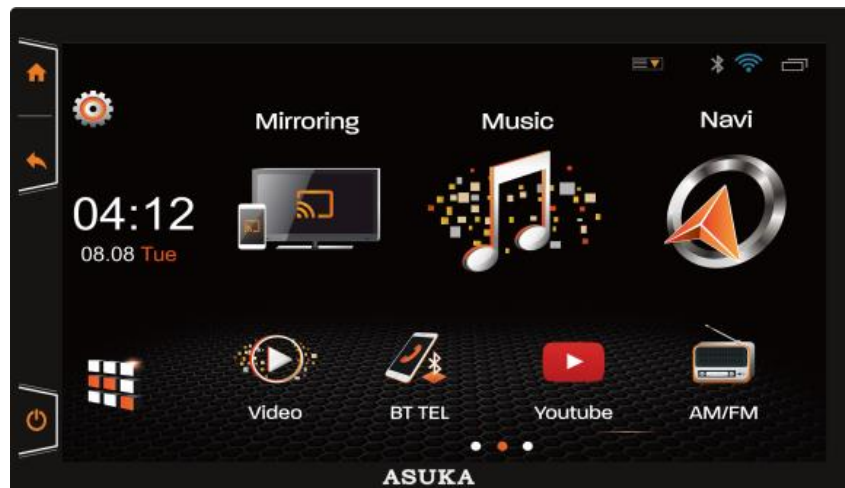 Mirroring
Music
Navi
04:12
08.08 Tue
Video
BT TEL
Youtube
AM/FM
ASUKA